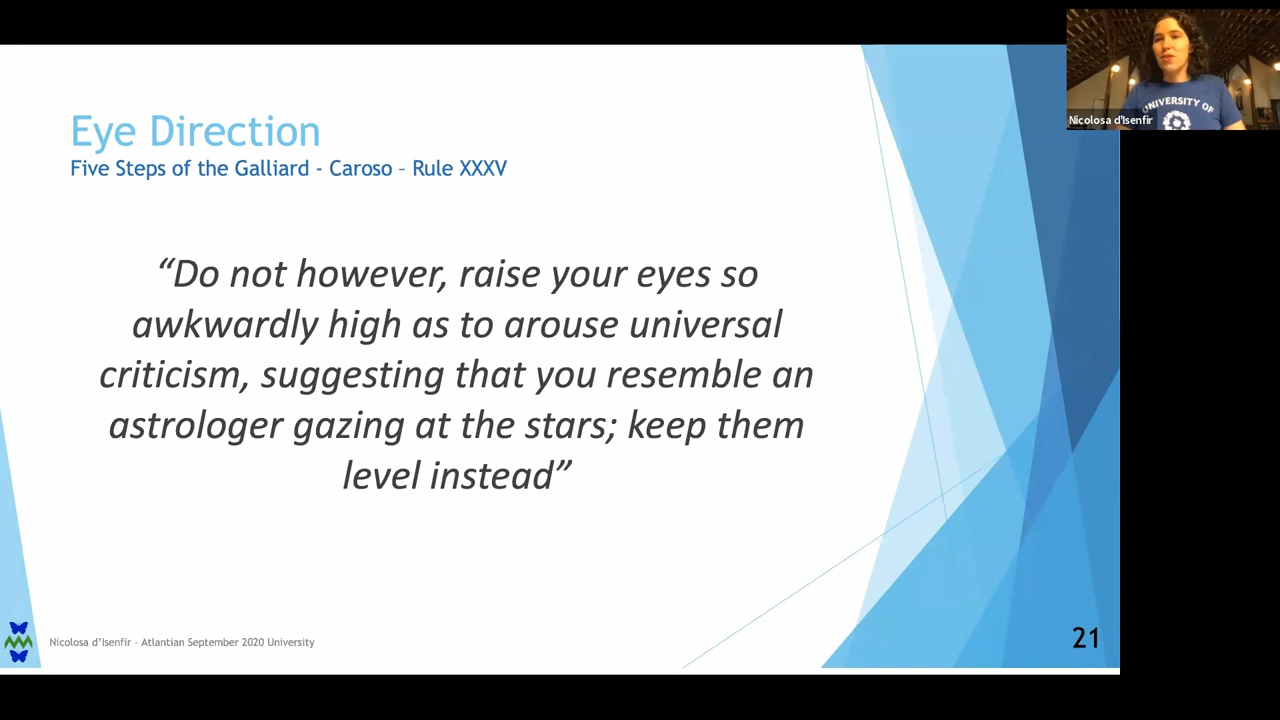 Eye Direction
Five Steps of the Galliard - Caroso – Rule XXXV
“Do not however, raise your eyes so
awkwardly high as to arouse universal
criticism, suggesting that you resemble an
astrologer gazing at the stars; keep them
level instead”
Nicolosa d’Isenfir – Atlantian September 2020 University
21
UNIVERSITY OF
Nicolosa d'Isenfir